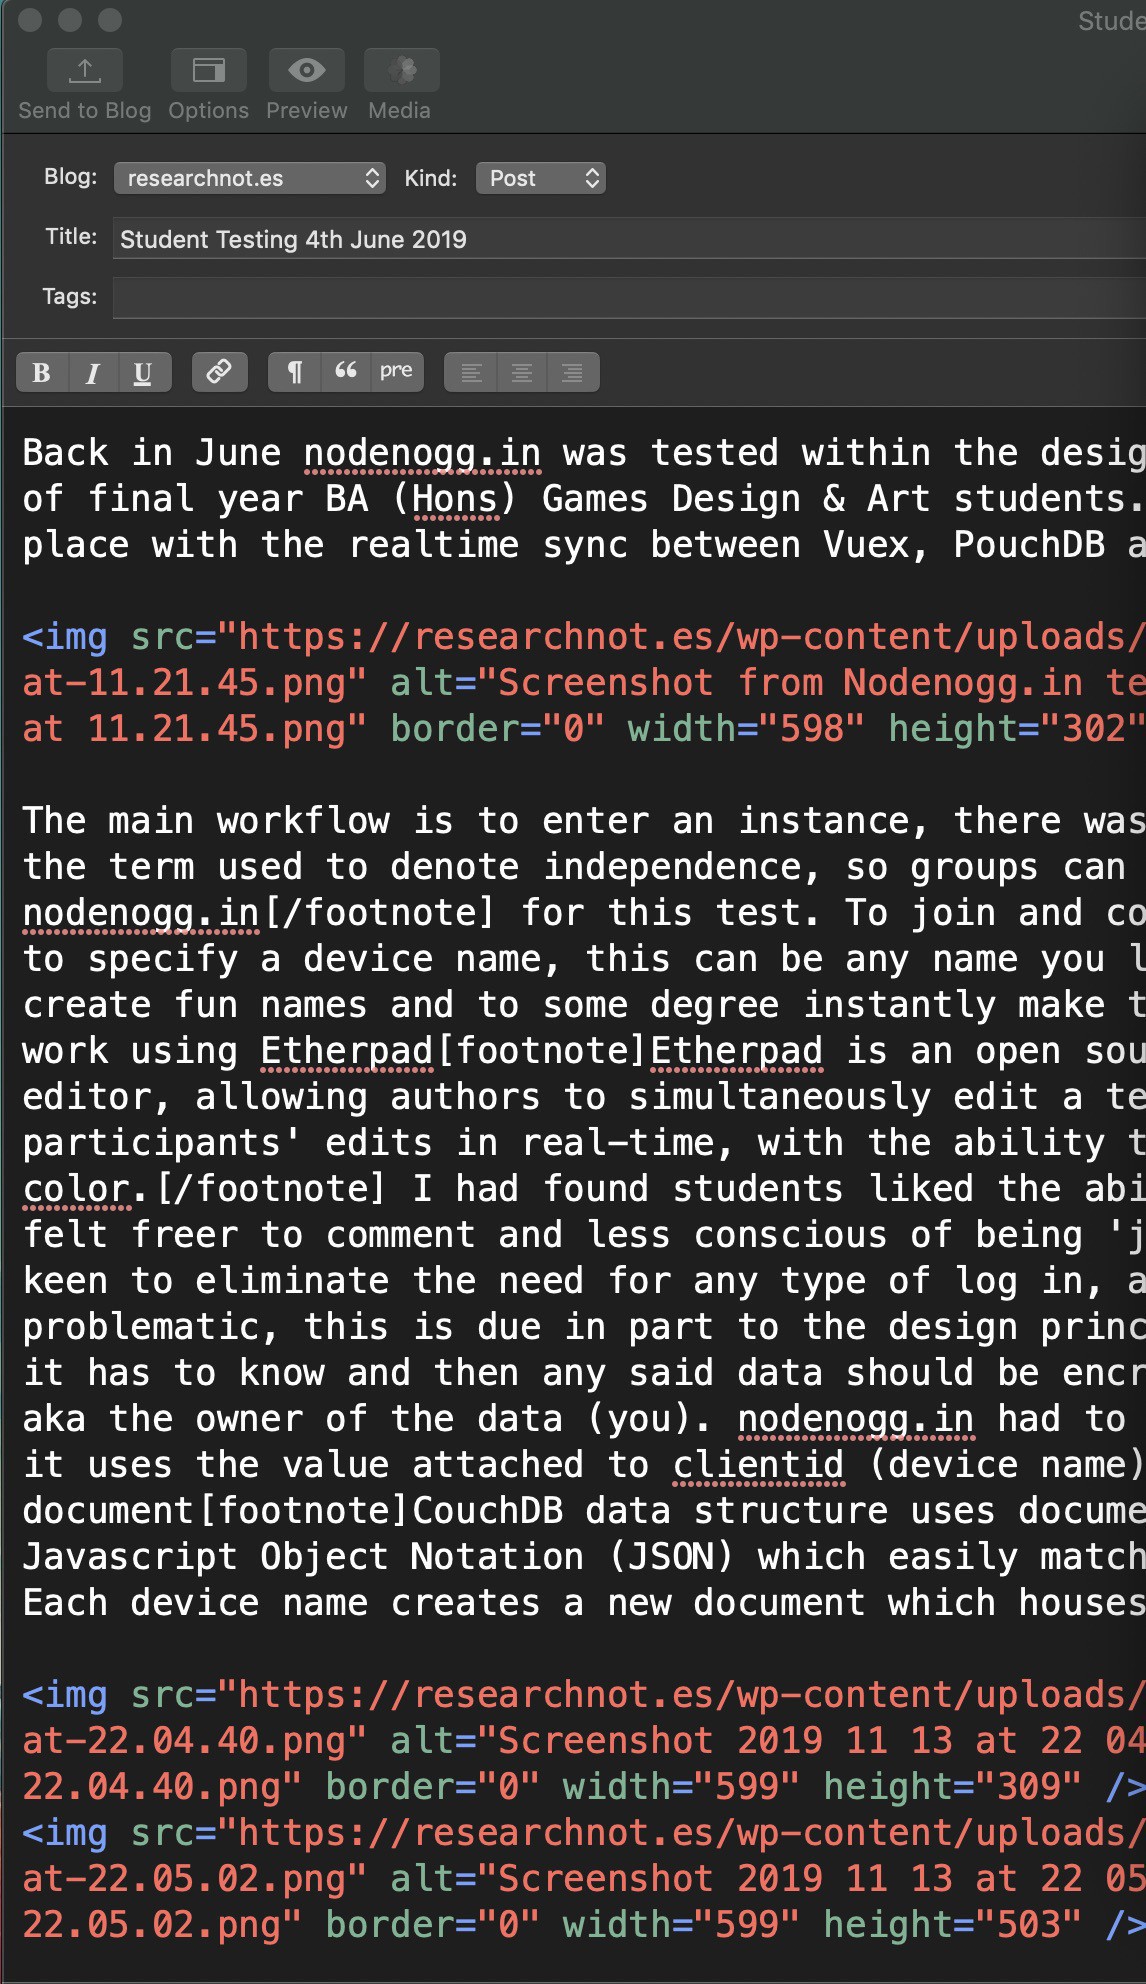 Stude
Send to Blog Options Preview Media
Blog: researchnot.es Kind: Post
Title: Student Testing 4th June 2019
Tags:
B I U ¶ “ pre
Back in June nodenogg.in was tested within the desig
of final year BA (Hons) Games Design & Art students.
place with the realtime sync between Vuex, PouchDB a
<img src="https://researchnot.es/wp-content/uploads/
at-11.21.45.png" alt="Screenshot from Nodenogg.in te
at 11.21.45.png" border="0" width="598" height="302"
The main workflow is to enter an instance, there was
the term used to denote independence, so groups can
nodenogg.in[/footnote] for this test. To join and co
to specify a device name, this can be any name you l
create fun names and to some degree instantly make t
work using Etherpad[footnote]Etherpad is an open sou
editor, allowing authors to simultaneously edit a te
participants' edits in real-time, with the ability t
color.[/footnote] I had found students liked the abi
felt freer to comment and less conscious of being 'j
keen to eliminate the need for any type of log in, a
problematic, this is due in part to the design princ
it has to know and then any said data should be encr
aka the owner of the data (you). nodenogg.in had to
it uses the value attached to clientid (device name)
document[footnote]CouchDB data structure uses docume
Javascript Object Notation (JSON) which easily match
Each device name creates a new document which houses
<img src="https://researchnot.es/wp-content/uploads/
at-22.04.40.png" alt="Screenshot 2019 11 13 at 22 04
22.04.40.png" border="0" width="599" height="309" />
<img src="https://researchnot.es/wp-content/uploads/
at-22.05.02.png" alt="Screenshot 2019 11 13 at 22 05
22.05.02.png" border="0" width="599" height="503" />